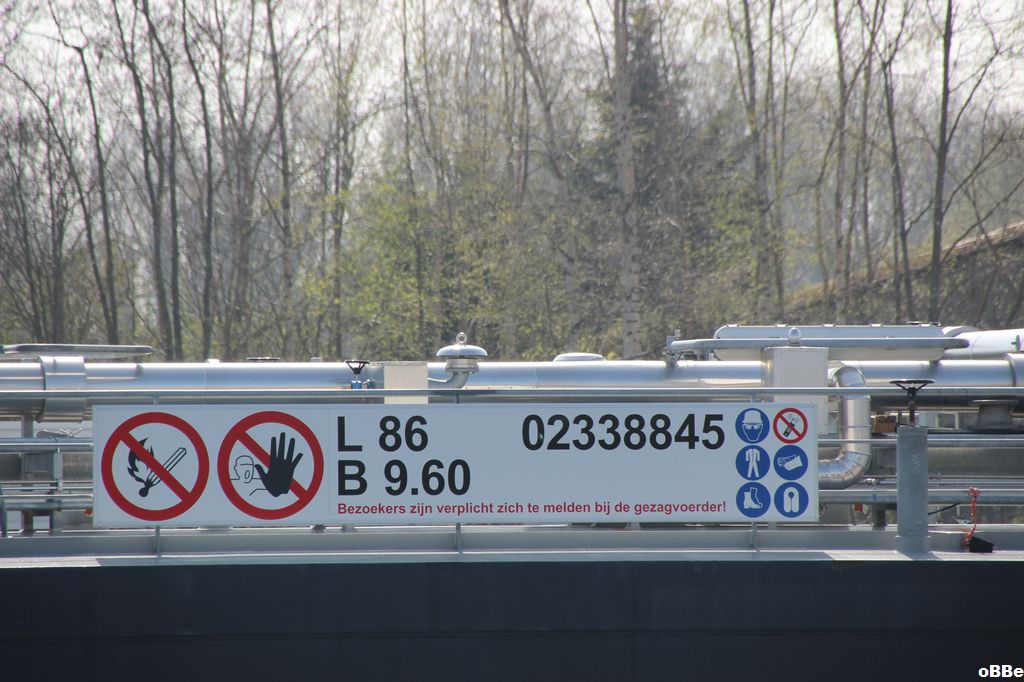 L 86 02338845
B 9.60
Bezoekers zijn verplicht zich te melden bij de gezagvoerder!
oBBe